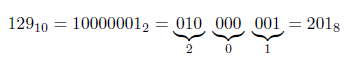 129₁₀ = 10000001₂ = 010 000 001 = 201₈
2 0 1